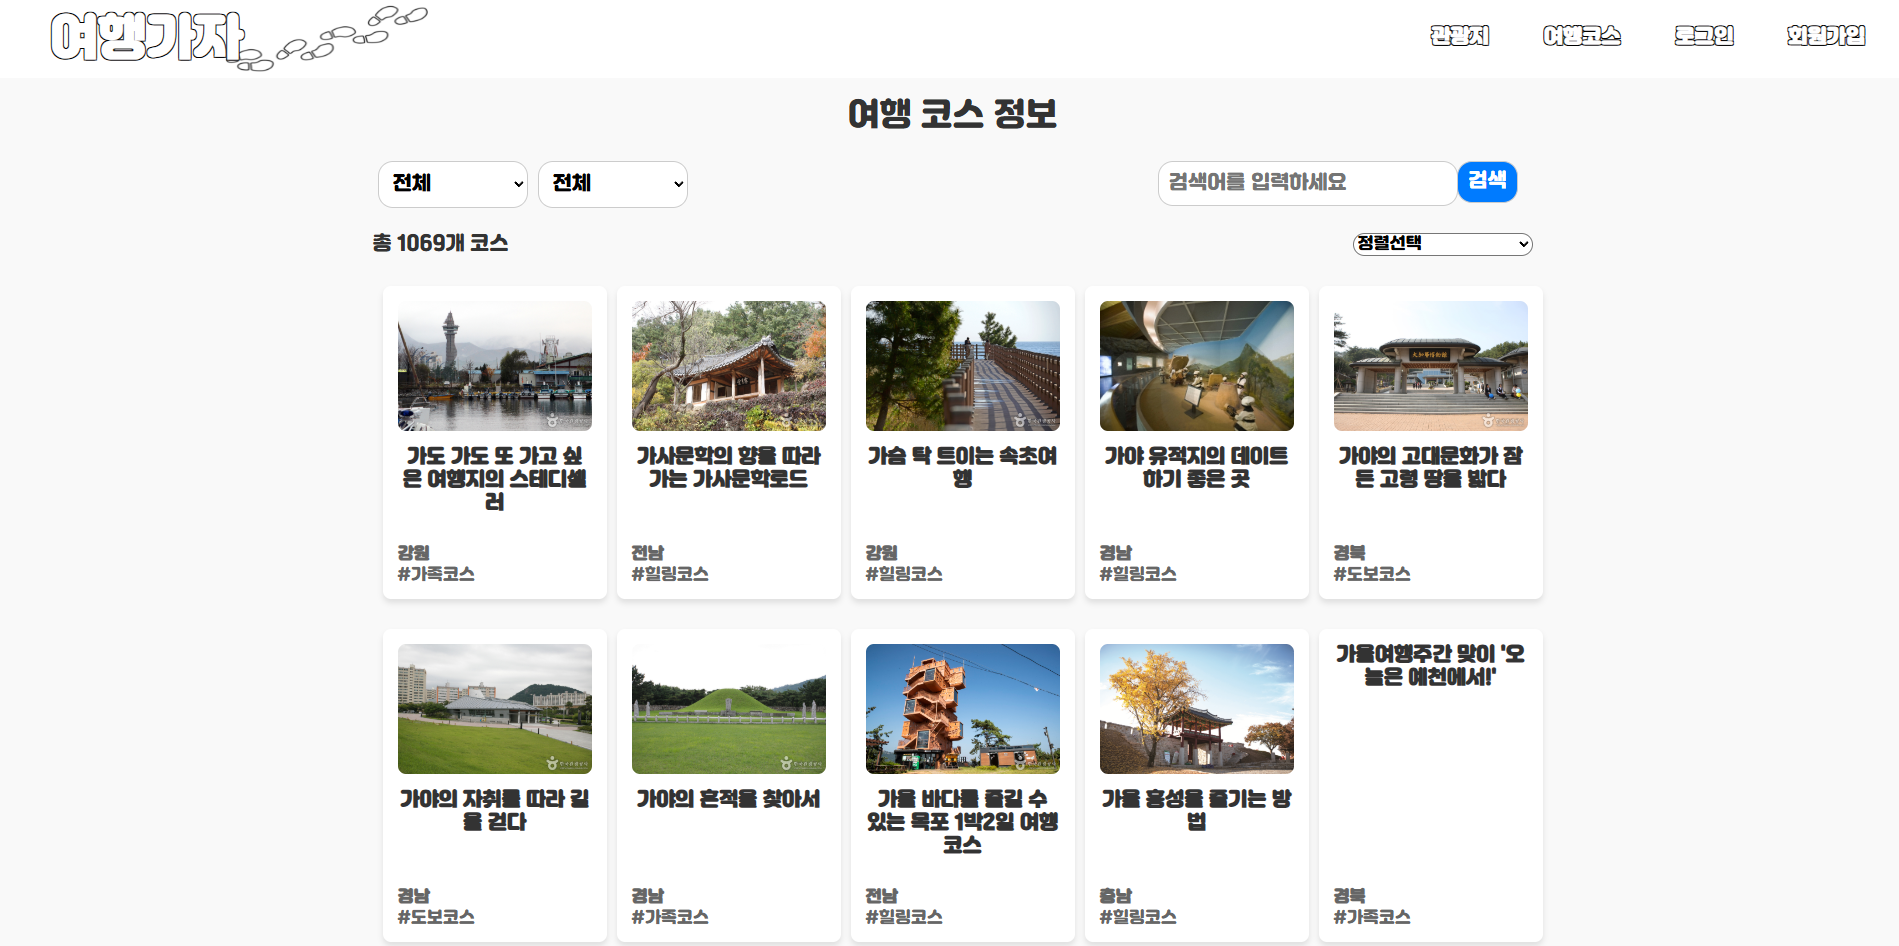 여행가자
관광지 여행코스 로그인 회원가입
여행 코스 정보
전체 전체 검색어를 입력하세요 검색
총 1069개 코스 정렬선택
가도 가도 또 가고 싶
은 여행지의 스테디셀
러
강원
#가족코스
가사문학의 향을 따라
가는 가사문학로드
전남
#힐링코스
가슴 탁 트이는 속초여
행
강원
#힐링코스
가야 유적지의 데이트
하기 좋은 곳
경남
#힐링코스
가야의 고대문화가 잠
든 고령 땅을 밟다
경북
#도보코스
가야의 자취를 따라 길
을 걷다
경남
#도보코스
가야의 흔적을 찾아서
경남
#가족코스
가을 바다를 즐길 수
있는 목포 1박2일 여행
코스
전남
#힐링코스
가을 홍성을 즐기는 방
법
충남
#힐링코스
가을여행주간 맞이 '오
늘은 예천에서!'
경북
#가족코스